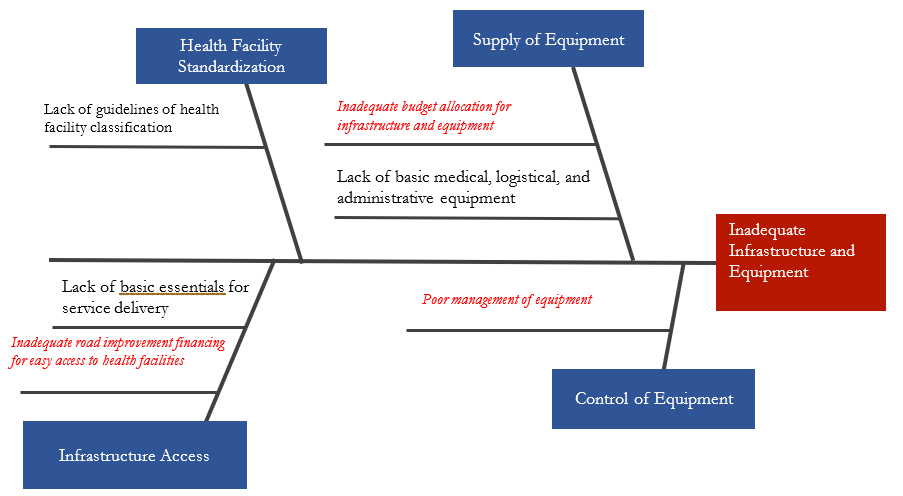 Health Facility
Standardization
Supply of Equipment
Lack of guidelines of health
facility classification
Inadequate budget allocation for
infrastructure and equipment
Lack of basic medical, logistical, and
administrative equipment
Inadequate
Infrastructure and
Equipment
Lack of basic essentials for
service delivery
Poor management of equipment
Inadequate road improvement financing
for easy access to health facilities
Control of Equipment
Infrastructure Access